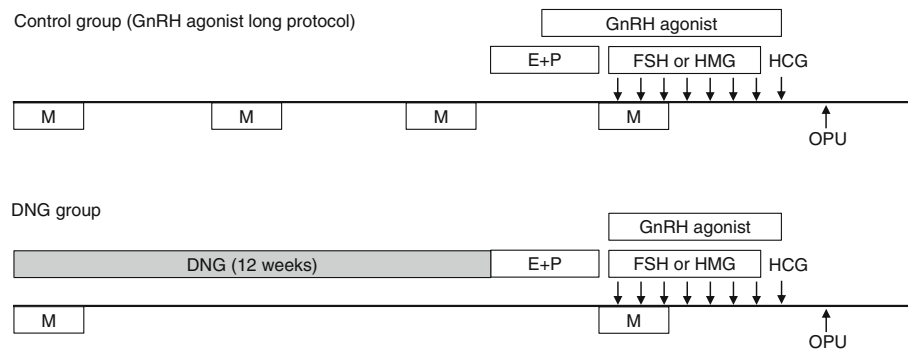 Control group (GnRH agonist long protocol)
GnRH agonist
E+P
FSH or HMG
HCG
M
M
M
M
OPU
DNG group
GnRH agonist
DNG (12 weeks)
E+P
FSH or HMG
HCG
M
M
OPU